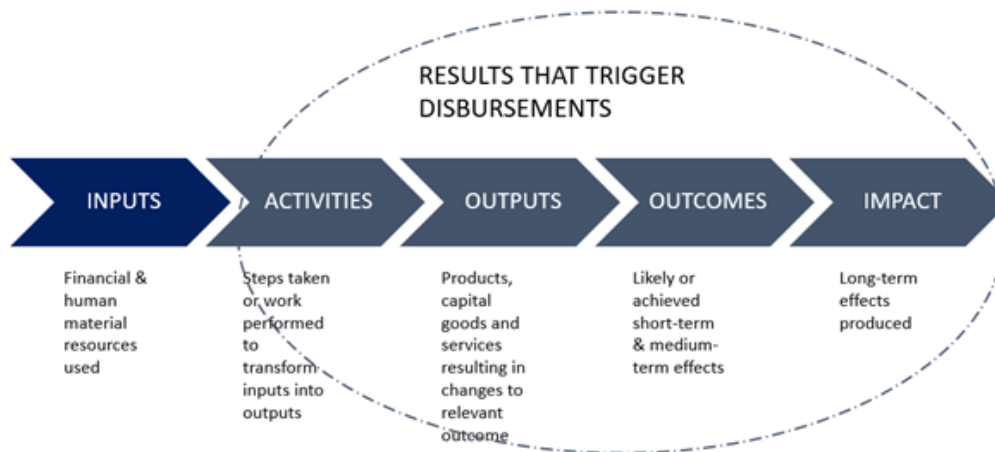 RESULTS THAT TRIGGER
DISBURSEMENTS
INPUTS
ACTIVITIES
OUTPUTS
OUTCOMES
IMPACT
Financial &
human
material
resources
used
Steps taken
or work
performed
to
transform
inputs into
outputs
Products,
capital
goods and
services
resulting in
changes to
relevant
outcome
Likely or
achieved
short-term
& medium-
term effects
Long-term
effects
produced